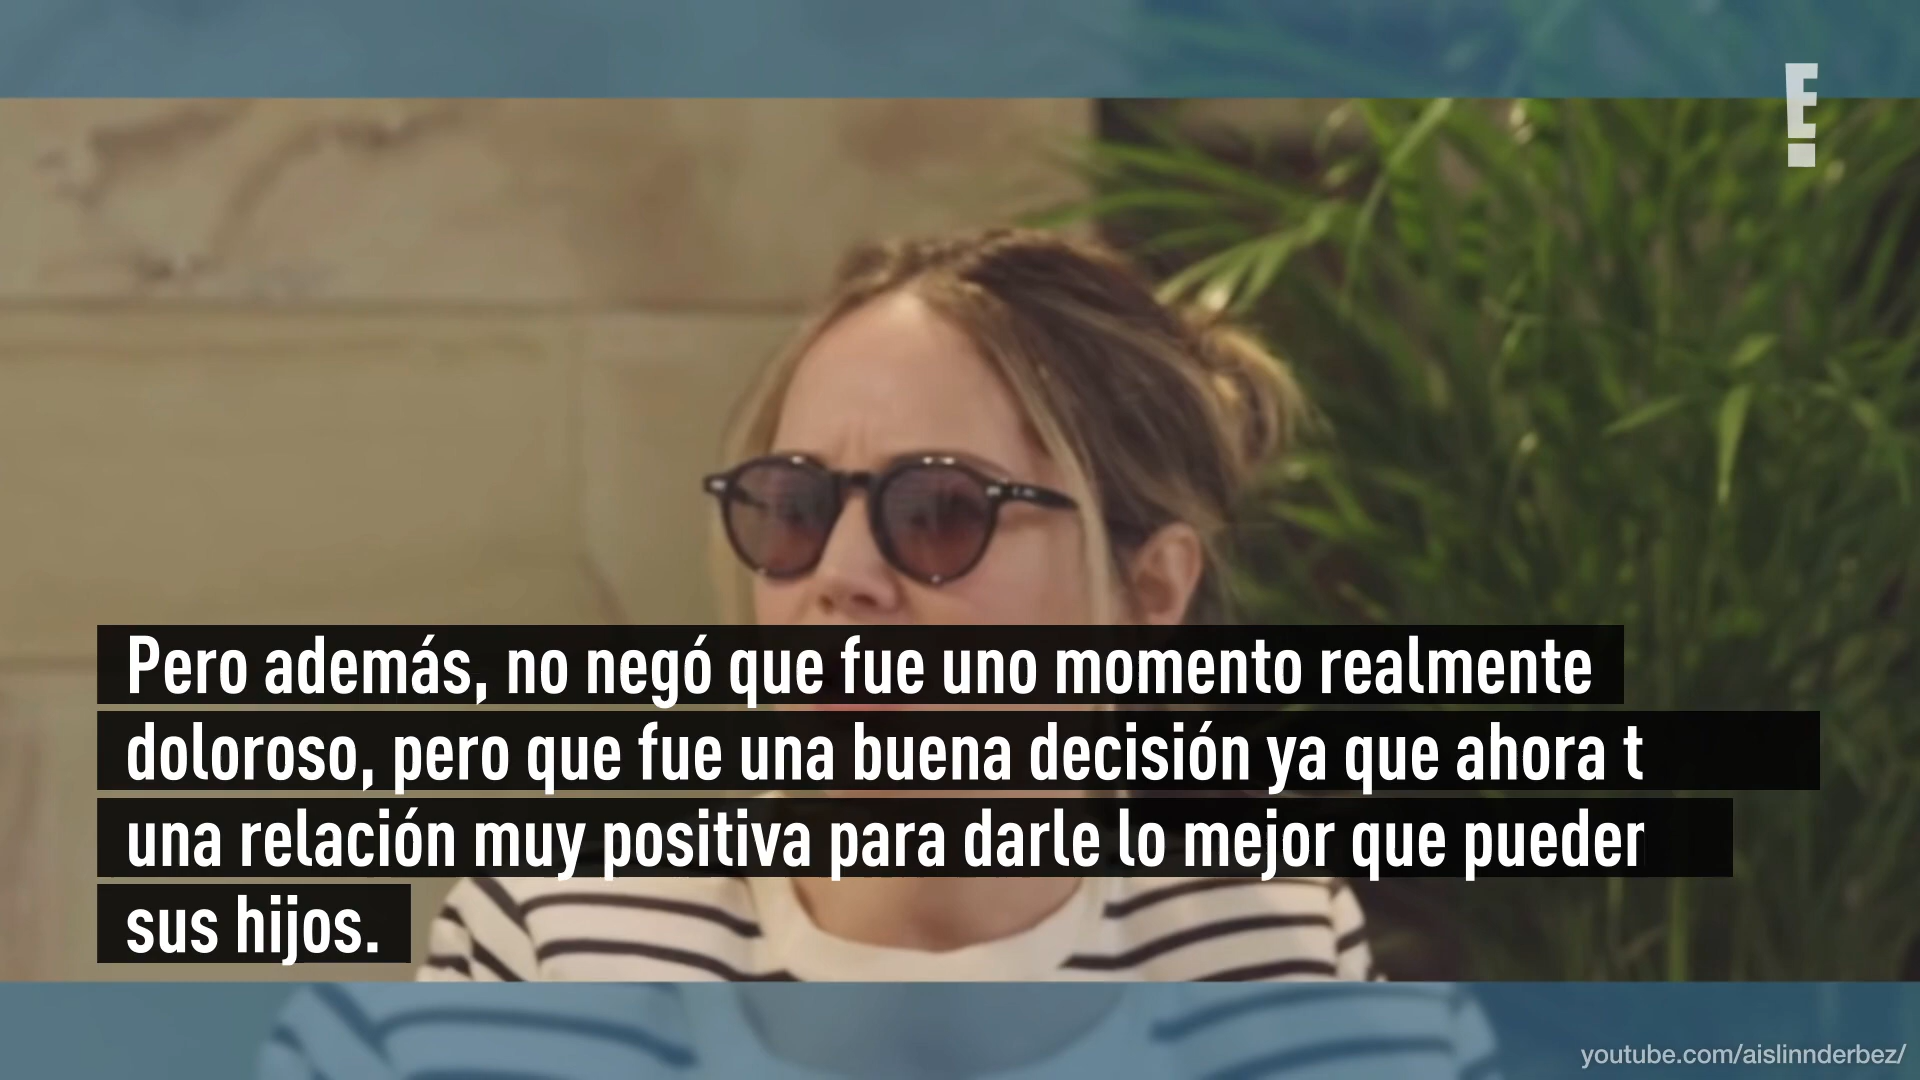 E!
Pero además, no negó que fue uno momento realmente
doloroso, pero que fue una buena decisión ya que ahora t
una relación muy positiva para darle lo mejor que pueden
sus hijos.
youtube.com/aislinnderbez/